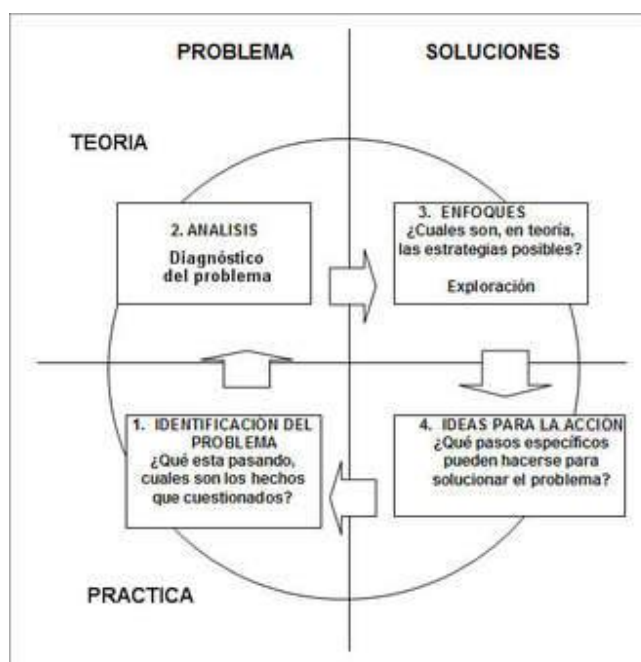 PROBLEMA
SOLUCIONES
TEORIA
2. ANALISIS
Diagnóstico
del problema
3. ENFOQUES
¿Cuales son, en teoría,
las estrategias posibles?
Exploración
1. IDENTIFICACIÓN DEL
PROBLEMA
¿Qué esta pasando,
cuales son los hechos
que cuestionados?
4. IDEAS PARA LA ACCIÓN
¿Qué pasos específicos
pueden hacerse para
solucionar el problema?
PRACTICA